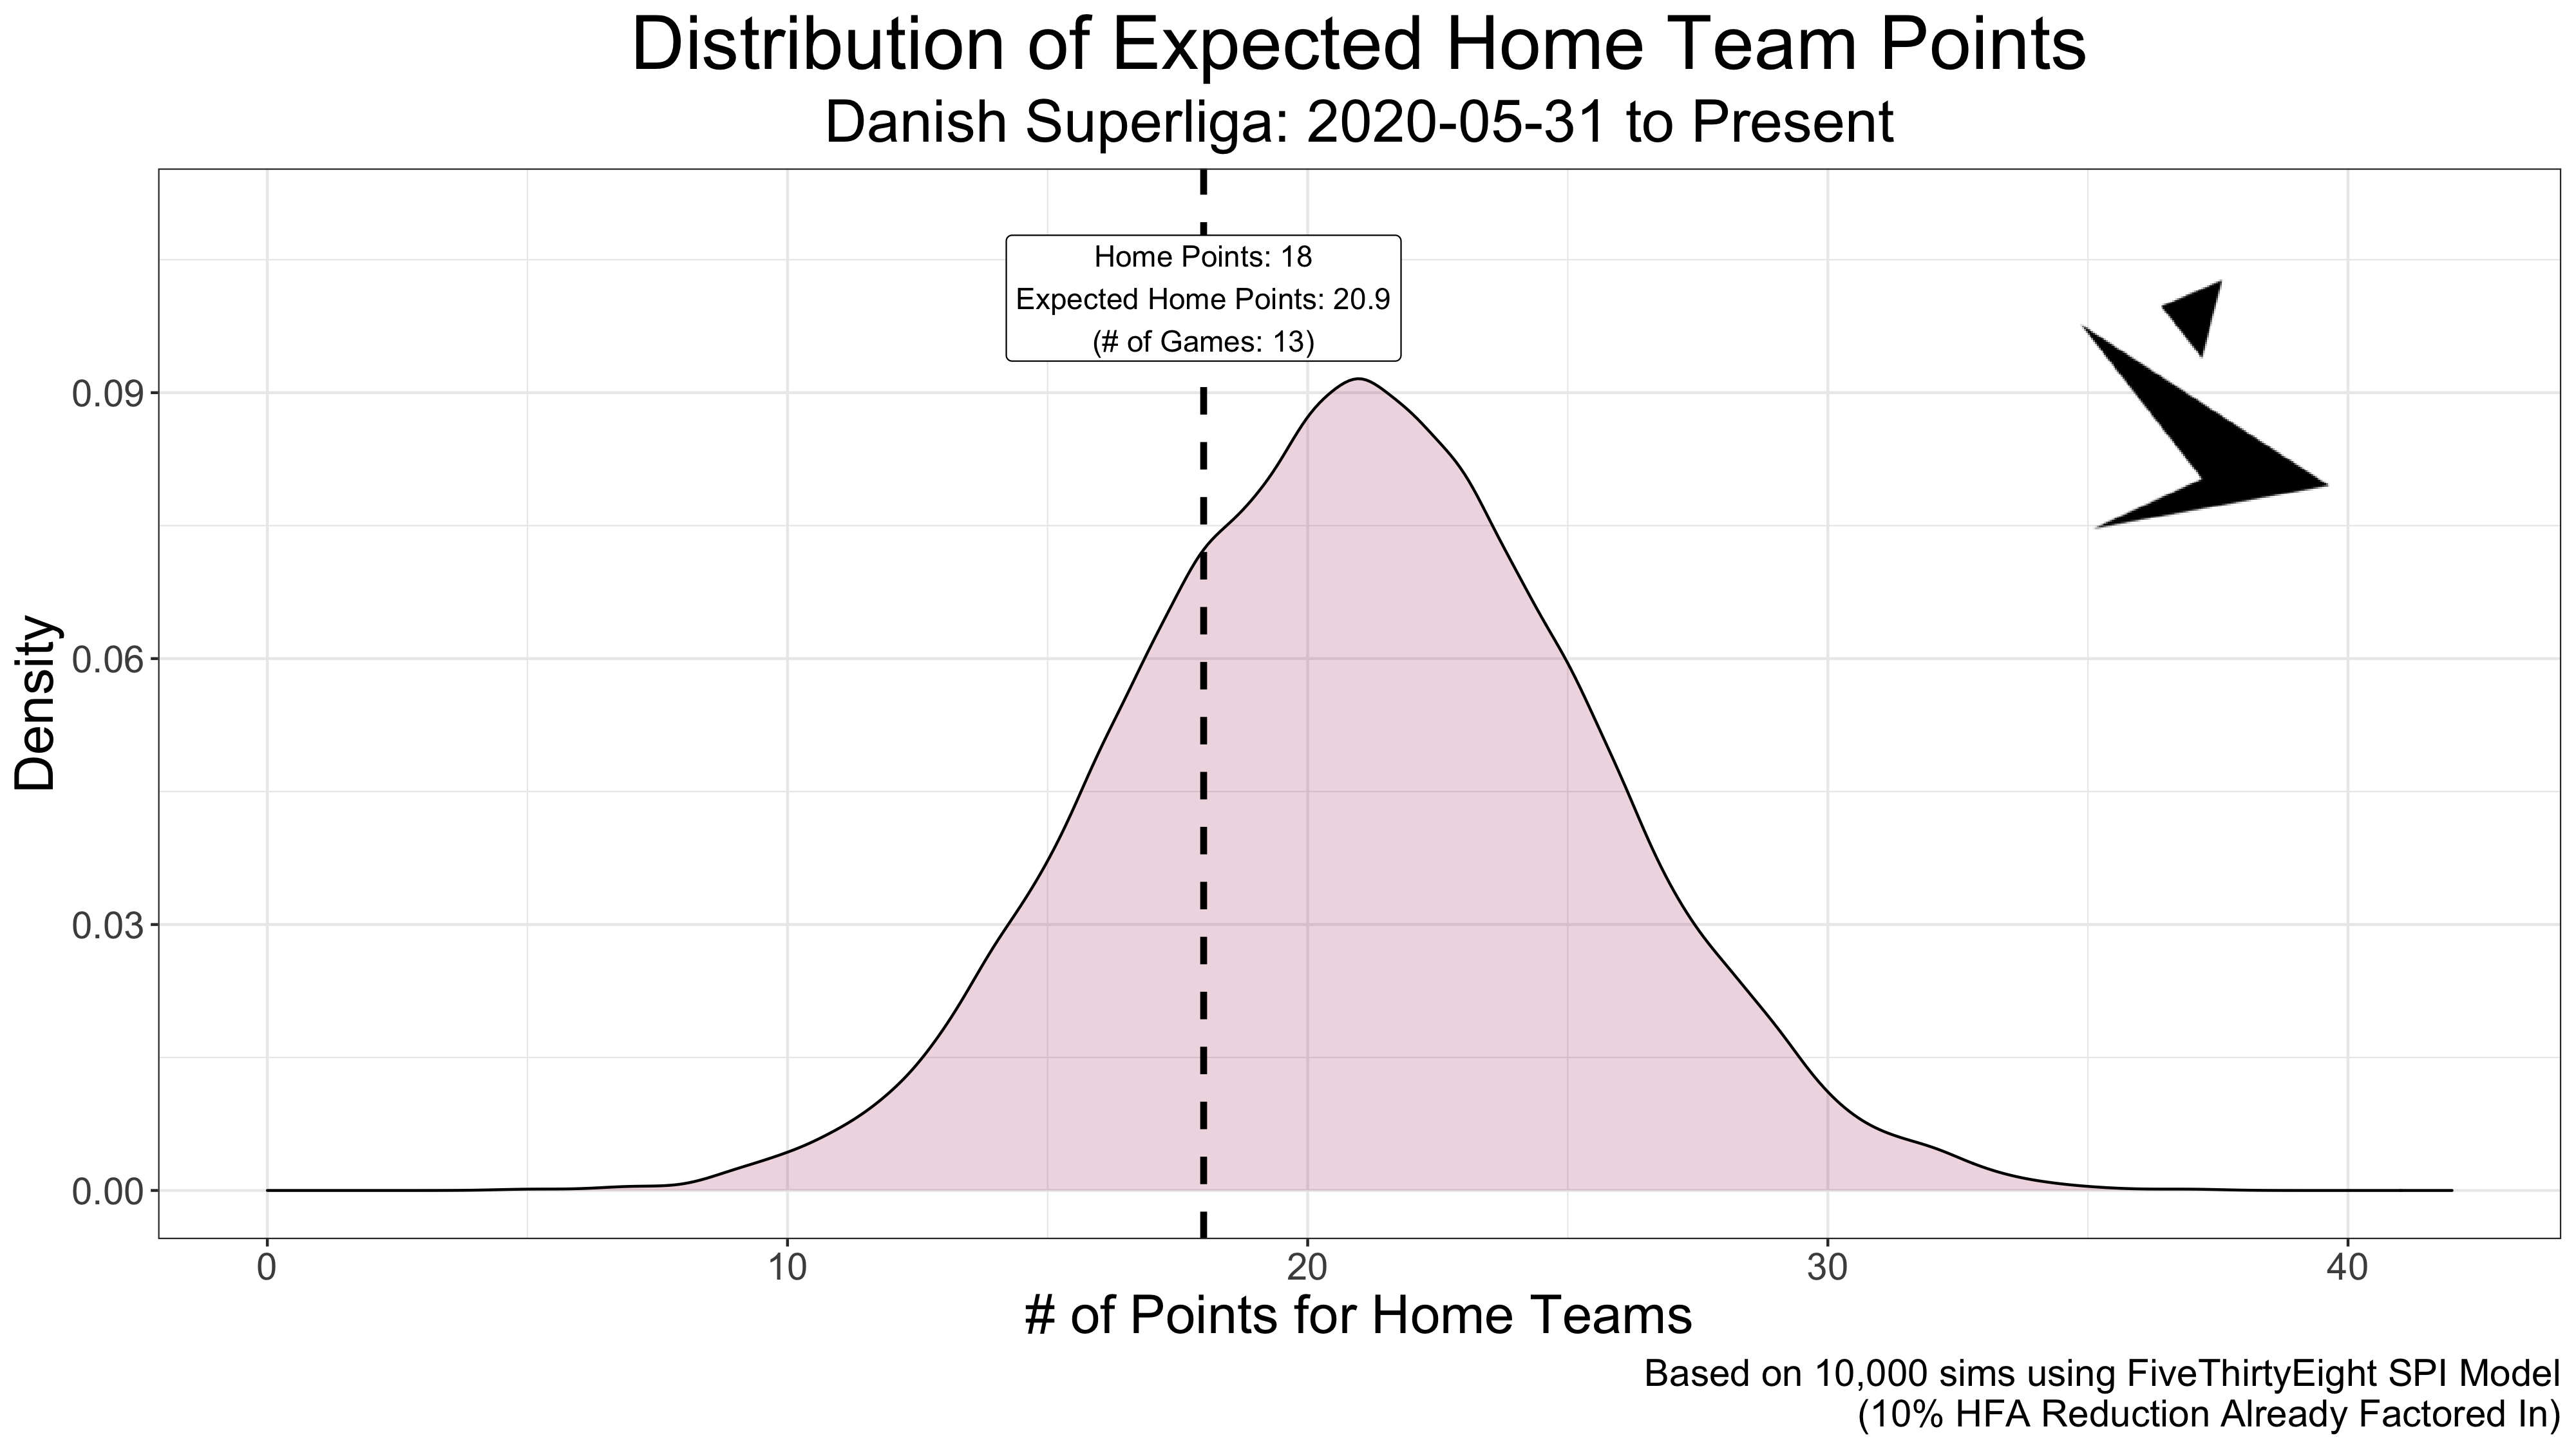 Distribution of Expected Home Team Points
Danish Superliga: 2020-05-31 to Present
Home Points: 18
Expected Home Points: 20.9
(# of Games: 13)
0.09
0.06
0.03
0.00
Density
0 10 20 30 40
# of Points for Home Teams
Based on 10,000 sims using FiveThirtyEight SPI Model
(10% HFA Reduction Already Factored In)